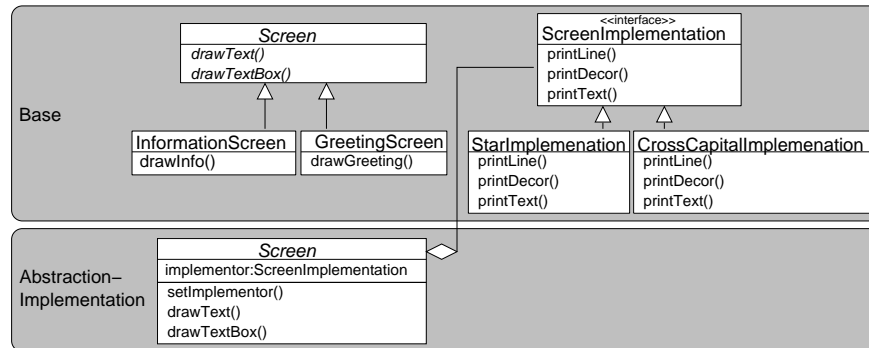 Base
Screen
drawText()
drawTextBox()
InformationScreen
drawInfo()
GreetingScreen
drawGreeting()
<<interface>>
ScreenImplementation
printLine()
printDecor()
printText()
StarImplemenation
printLine()
printDecor()
printText()
CrossCapitalImplemenation
printLine()
printDecor()
printText()
Abstraction−
Implementation
Screen
implementor:ScreenImplementation
setImplementor()
drawText()
drawTextBox()